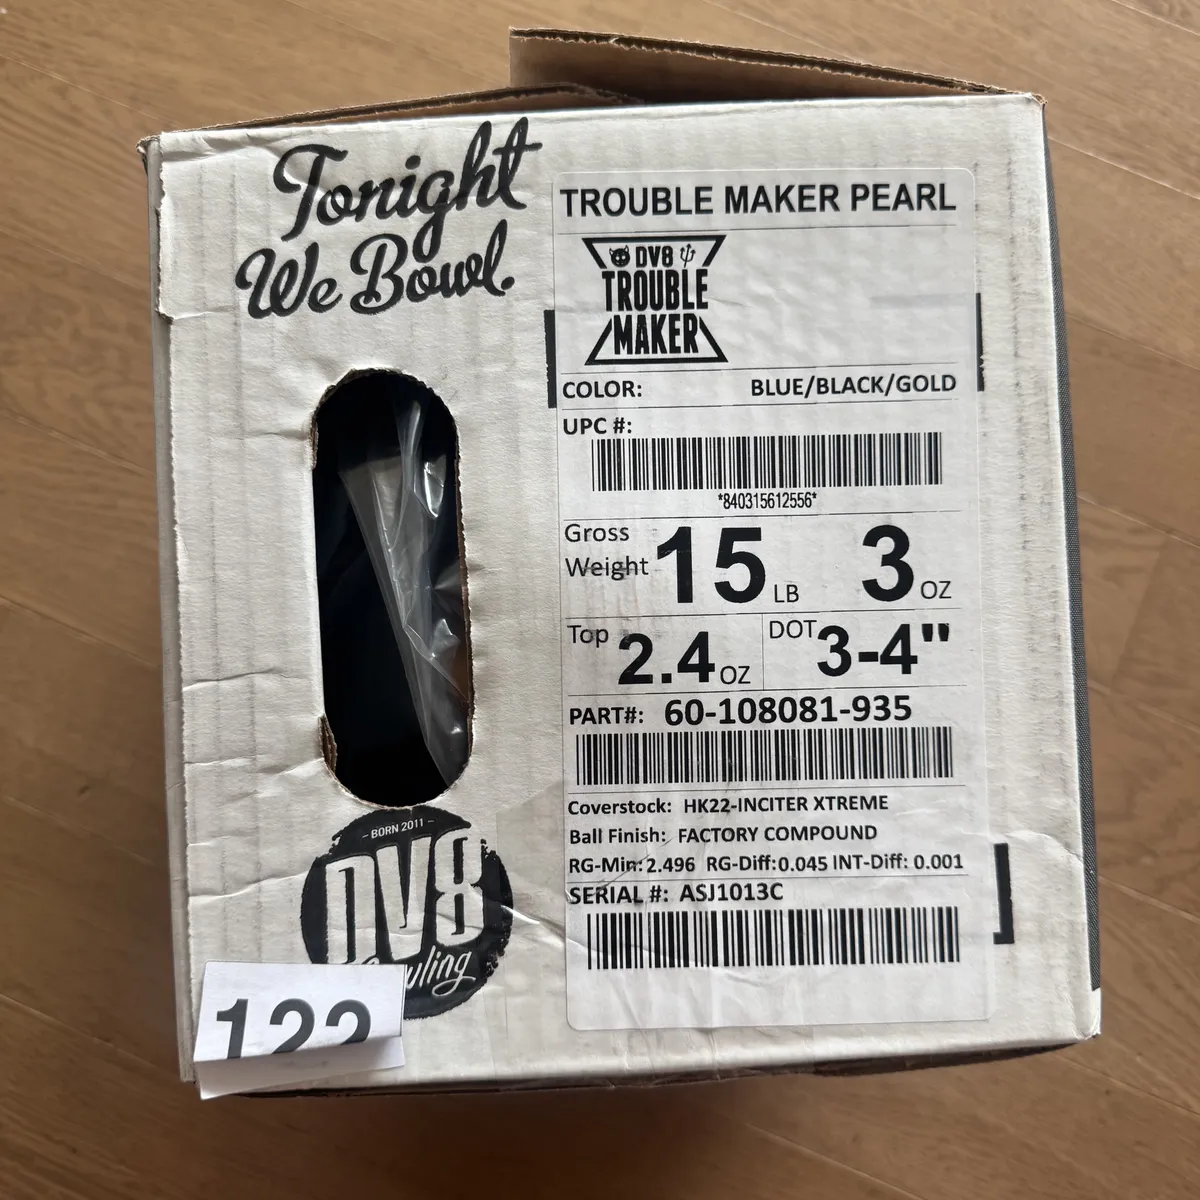 Tonight
We Bowl.
TROUBLE MAKER PEARL
DV8
TROUBLE
MAKER
COLOR: BLUE/BLACK/GOLD
UPC #:
*840315612556*
Gross
Weight 15 LB 3 OZ
Top 2.4 OZ DOT 3-4"
PART#: 60-108081-935
Coverstock: HK22-INCITER XTREME
Ball Finish: FACTORY COMPOUND
RG-Min: 2.496 RG-Diff: 0.045 INT-Diff: 0.001
SERIAL #: ASJ1013C
– BORN 2011 –
DV8
122